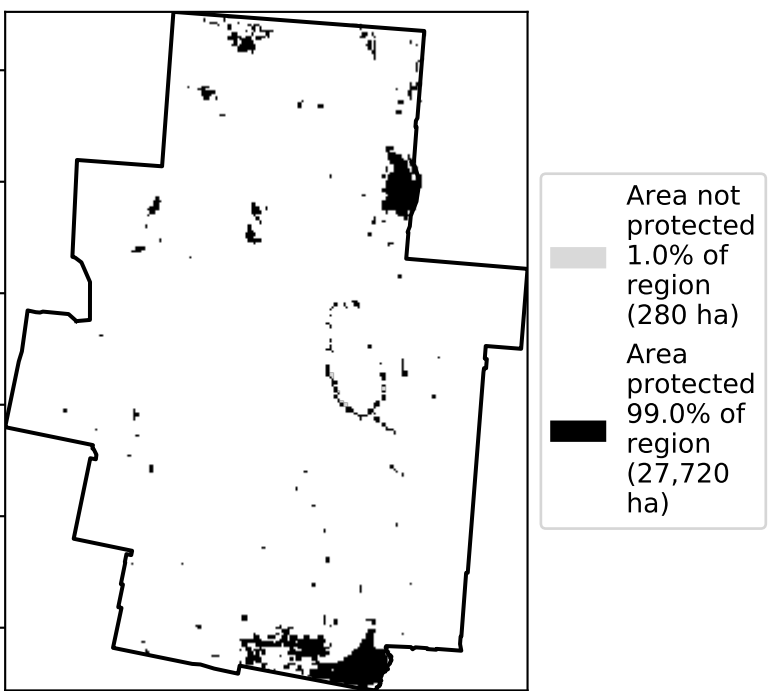 Area not
protected
1.0% of
region
(280 ha)
Area
protected
99.0% of
region
(27,720
ha)